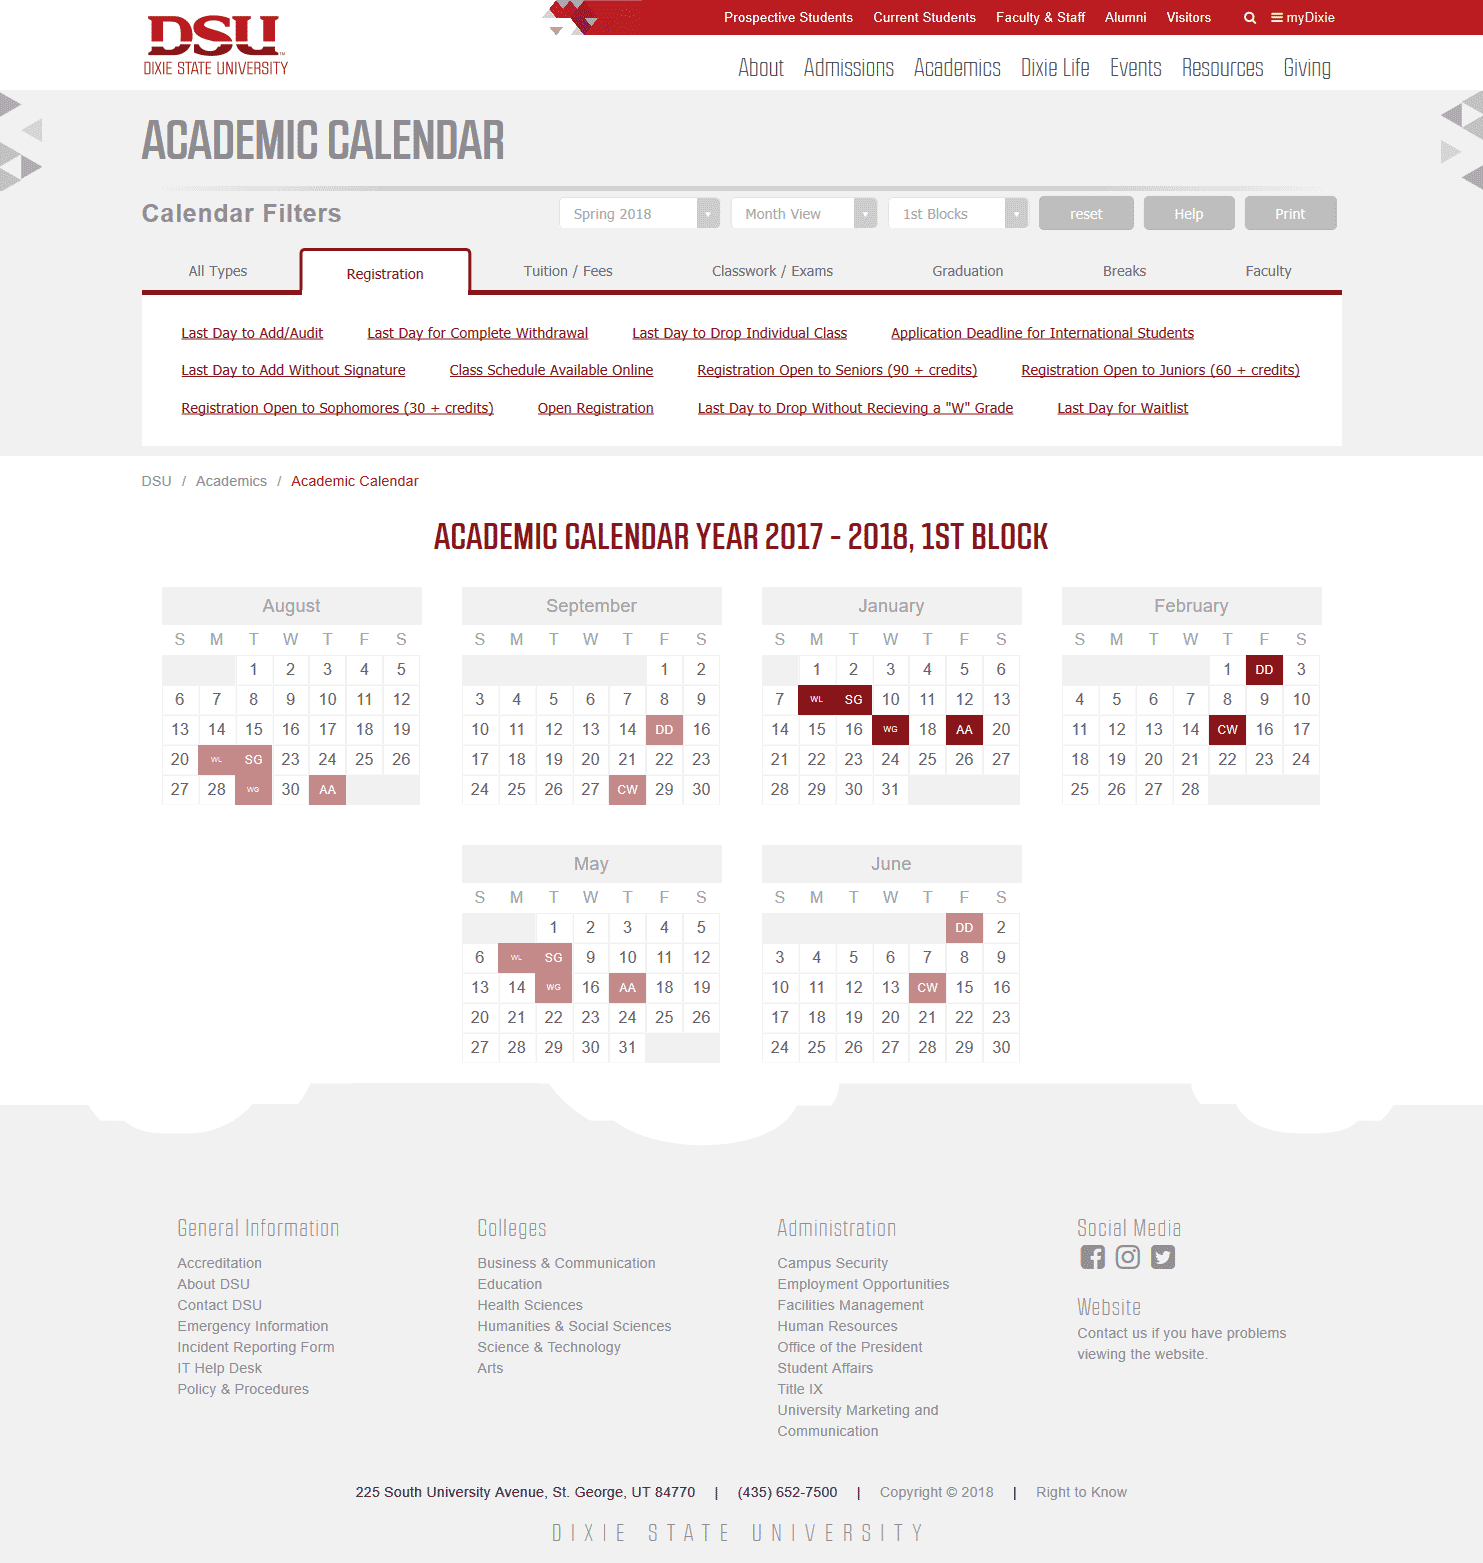 Prospective Students Current Students Faculty & Staff Alumni Visitors myDixie
DSU
DIXIE STATE UNIVERSITY
About Admissions Academics Dixie Life Events Resources Giving
ACADEMIC CALENDAR
Calendar Filters Spring 2018 Month View 1st Blocks reset Help Print
All Types Registration Tuition / Fees Classwork / Exams Graduation Breaks Faculty
Last Day to Add/Audit Last Day for Complete Withdrawal Last Day to Drop Individual Class Application Deadline for International Students
Last Day to Add Without Signature Class Schedule Available Online Registration Open to Seniors (90 + credits) Registration Open to Juniors (60 + credits)
Registration Open to Sophomores (30 + credits) Open Registration Last Day to Drop Without Recieving a "W" Grade Last Day for Waitlist
DSU / Academics / Academic Calendar
ACADEMIC CALENDAR YEAR 2017 - 2018, 1ST BLOCK
August
S M T W T F S
1 2 3 4 5
6 7 8 9 10 11 12
13 14 15 16 17 18 19
20 WL SG 23 24 25 26
27 28 WG 30 AA
September
S M T W T F S
1 2
3 4 5 6 7 8 9
10 11 12 13 14 DD 16
17 18 19 20 21 22 23
24 25 26 27 CW 29 30
January
S M T W T F S
1 2 3 4 5 6
7 WL SG 10 11 12 13
14 15 16 WG 18 AA 20
21 22 23 24 25 26 27
28 29 30 31
February
S M T W T F S
1 DD 3
4 5 6 7 8 9 10
11 12 13 14 CW 16 17
18 19 20 21 22 23 24
25 26 27 28
May
S M T W T F S
1 2 3 4 5
6 WL SG 9 10 11 12
13 14 WG 16 AA 18 19
20 21 22 23 24 25 26
27 28 29 30 31
June
S M T W T F S
DD 2
3 4 5 6 7 8 9
10 11 12 13 CW 15 16
17 18 19 20 21 22 23
24 25 26 27 28 29 30
General Information
Accreditation
About DSU
Contact DSU
Emergency Information
Incident Reporting Form
IT Help Desk
Policy & Procedures
Colleges
Business & Communication
Education
Health Sciences
Humanities & Social Sciences
Science & Technology
Arts
Administration
Campus Security
Employment Opportunities
Facilities Management
Human Resources
Office of the President
Student Affairs
Title IX
University Marketing and
Communication
Social Media
Website
Contact us if you have problems
viewing the website.
225 South University Avenue, St. George, UT 84770 | (435) 652-7500 | Copyright © 2018 | Right to Know
DIXIE STATE UNIVERSITY